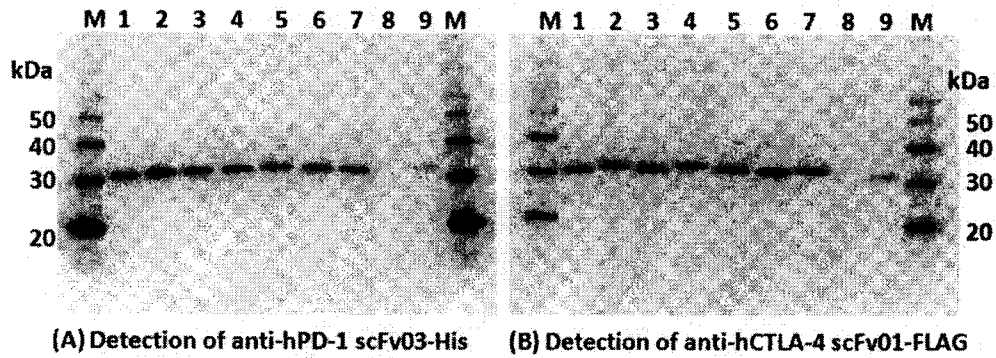 M 1 2 3 4 5 6 7 8 9 M
M 1 2 3 4 5 6 7 8 9 M
kDa
50
40
30
20
kDa
50
40
30
20
(A) Detection of anti-hPD-1 scFv03-His
(B) Detection of anti-hCTLA-4 scFv01-FLAG